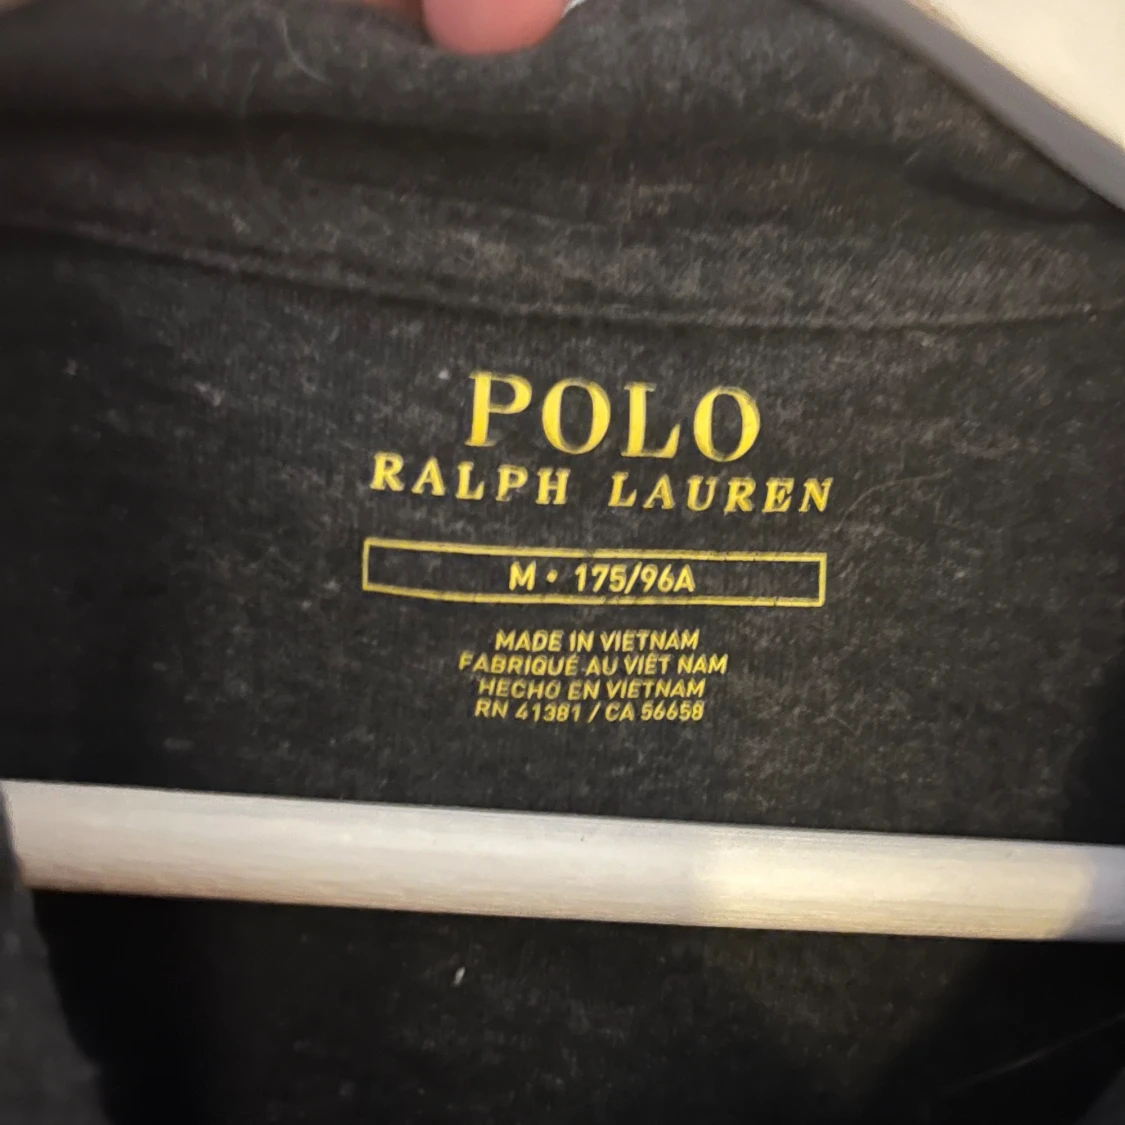 POLO
RALPH LAUREN
M • 175/96A
MADE IN VIETNAM
FABRIQUÉ AU VIÊT NAM
HECHO EN VIETNAM
RN 41381 / CA 56658